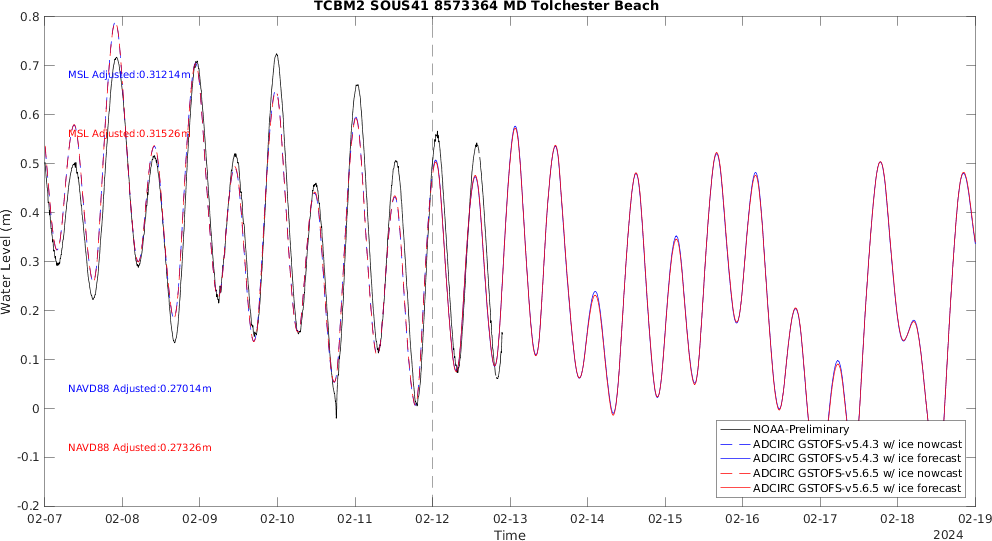 TCBM2 SOUS41 8573364 MD Tolchester Beach
0.8
0.7
0.6
0.5
0.4
0.3
0.2
0.1
0
-0.1
-0.2
Water Level (m)
MSL Adjusted:0.31214m
MSL Adjusted:0.31526m
NAVD88 Adjusted:0.27014m
NAVD88 Adjusted:0.27326m
NOAA-Preliminary
ADCIRC GSTOFS-v5.4.3 w/ ice nowcast
ADCIRC GSTOFS-v5.4.3 w/ ice forecast
ADCIRC GSTOFS-v5.6.5 w/ ice nowcast
ADCIRC GSTOFS-v5.6.5 w/ ice forecast
02-07 02-08 02-09 02-10 02-11 02-12 02-13 02-14 02-15 02-16 02-17 02-18 02-19
Time
2024